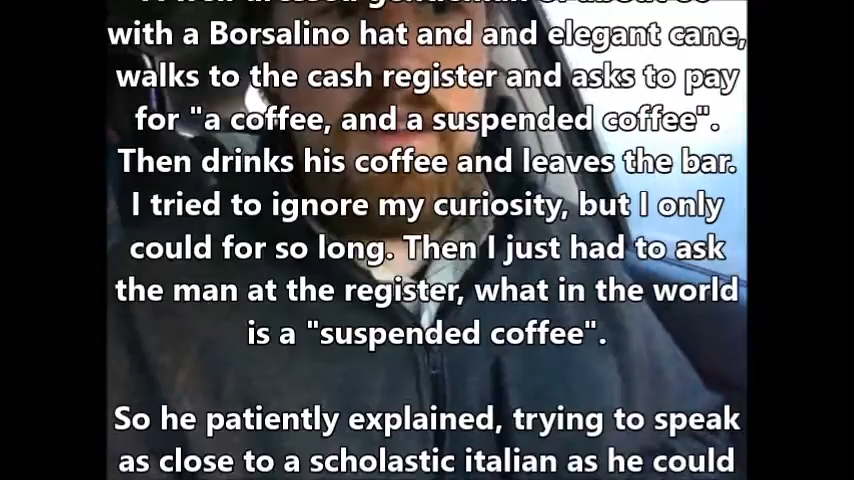 with a Borsalino hat and and elegant cane,
walks to the cash register and asks to pay
for "a coffee, and a suspended coffee".
Then drinks his coffee and leaves the bar.
I tried to ignore my curiosity, but I only
could for so long. Then I just had to ask
the man at the register, what in the world
is a "suspended coffee".
So he patiently explained, trying to speak
as close to a scholastic italian as he could